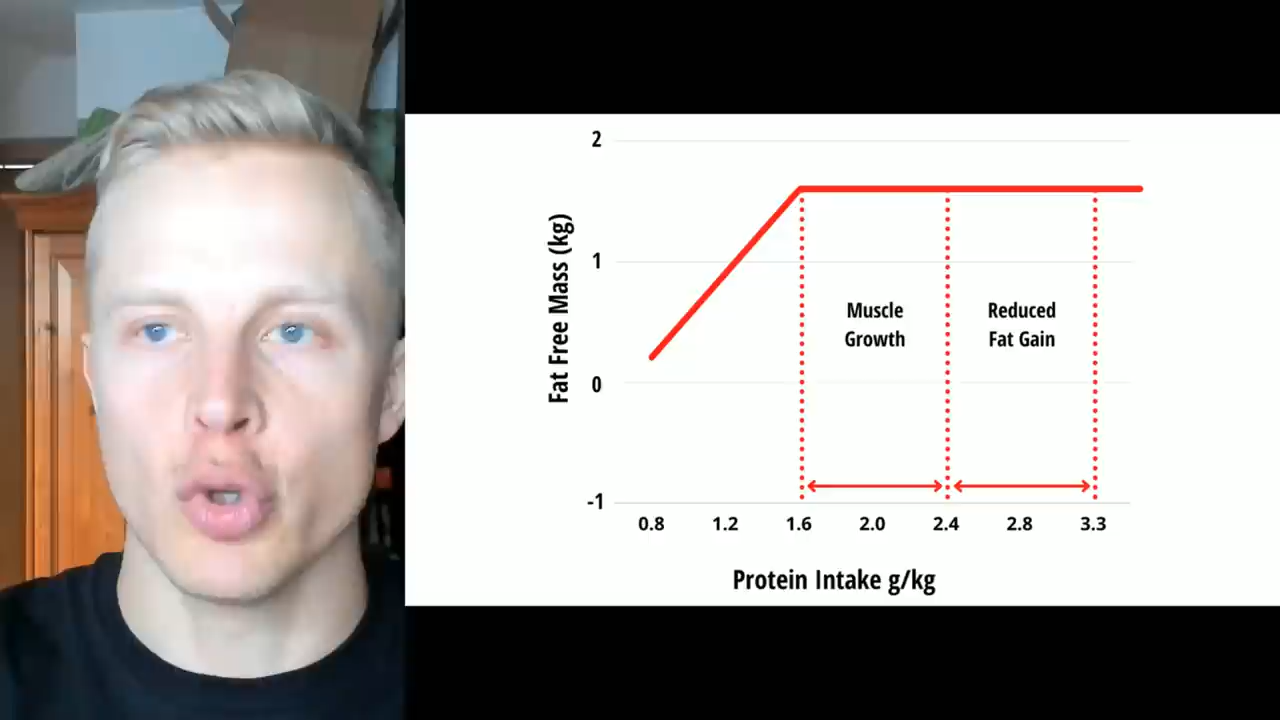 2
1
0
-1
Fat Free Mass (kg)
Muscle
Growth
Reduced
Fat Gain
0.8 1.2 1.6 2.0 2.4 2.8 3.3
Protein Intake g/kg